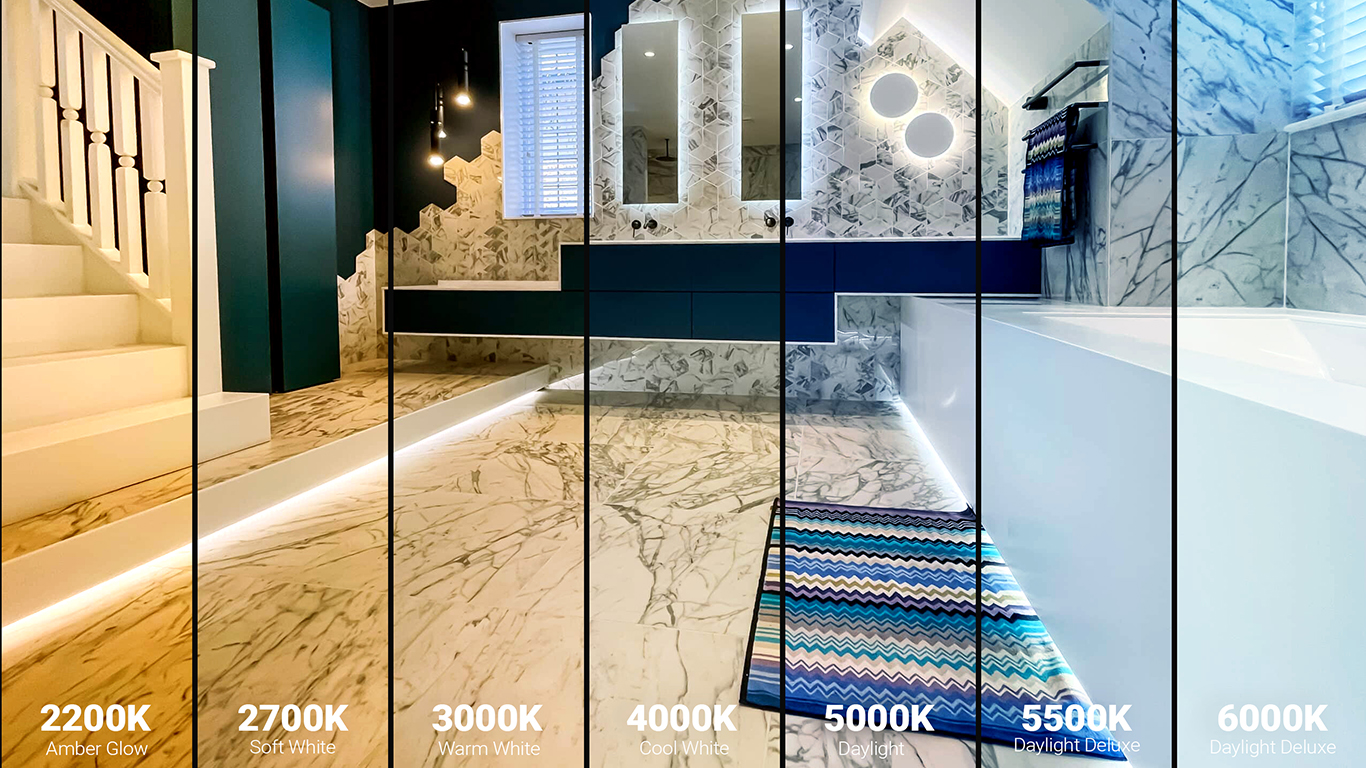 2200K
Amber Glow
2700K
Soft White
3000K
Warm White
4000K
Cool White
5000K
Daylight
5500K
Daylight Deluxe
6000K
Daylight Deluxe